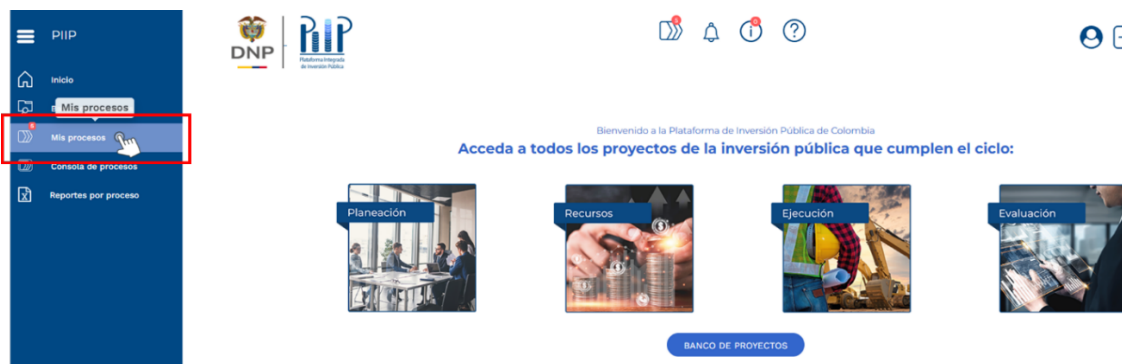 PIIP
Inicio
Mis procesos
Mis procesos
Consola de procesos
Reportes por proceso
DNP
PIIP
Plataforma Integrada
de Inversión Pública
Bienvenido a la Plataforma de Inversión Pública de Colombia
Acceda a todos los proyectos de la inversión pública que cumplen el ciclo:
Planeación
Recursos
Ejecución
Evaluación
BANCO DE PROYECTOS